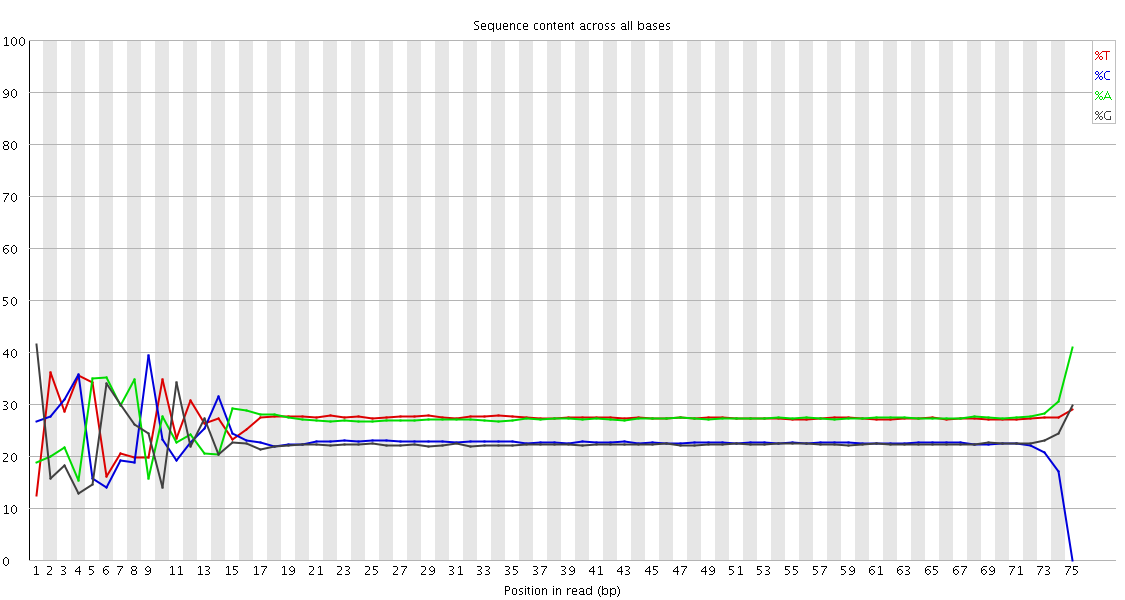 Sequence content across all bases
100
90
80
70
60
50
40
30
20
10
0
%T
%C
%A
%G
1 2 3 4 5 6 7 8 9 11 13 15 17 19 21 23 25 27 29 31 33 35 37 39 41 43 45 47 49 51 53 55 57 59 61 63 65 67 69 71 73 75
Position in read (bp)